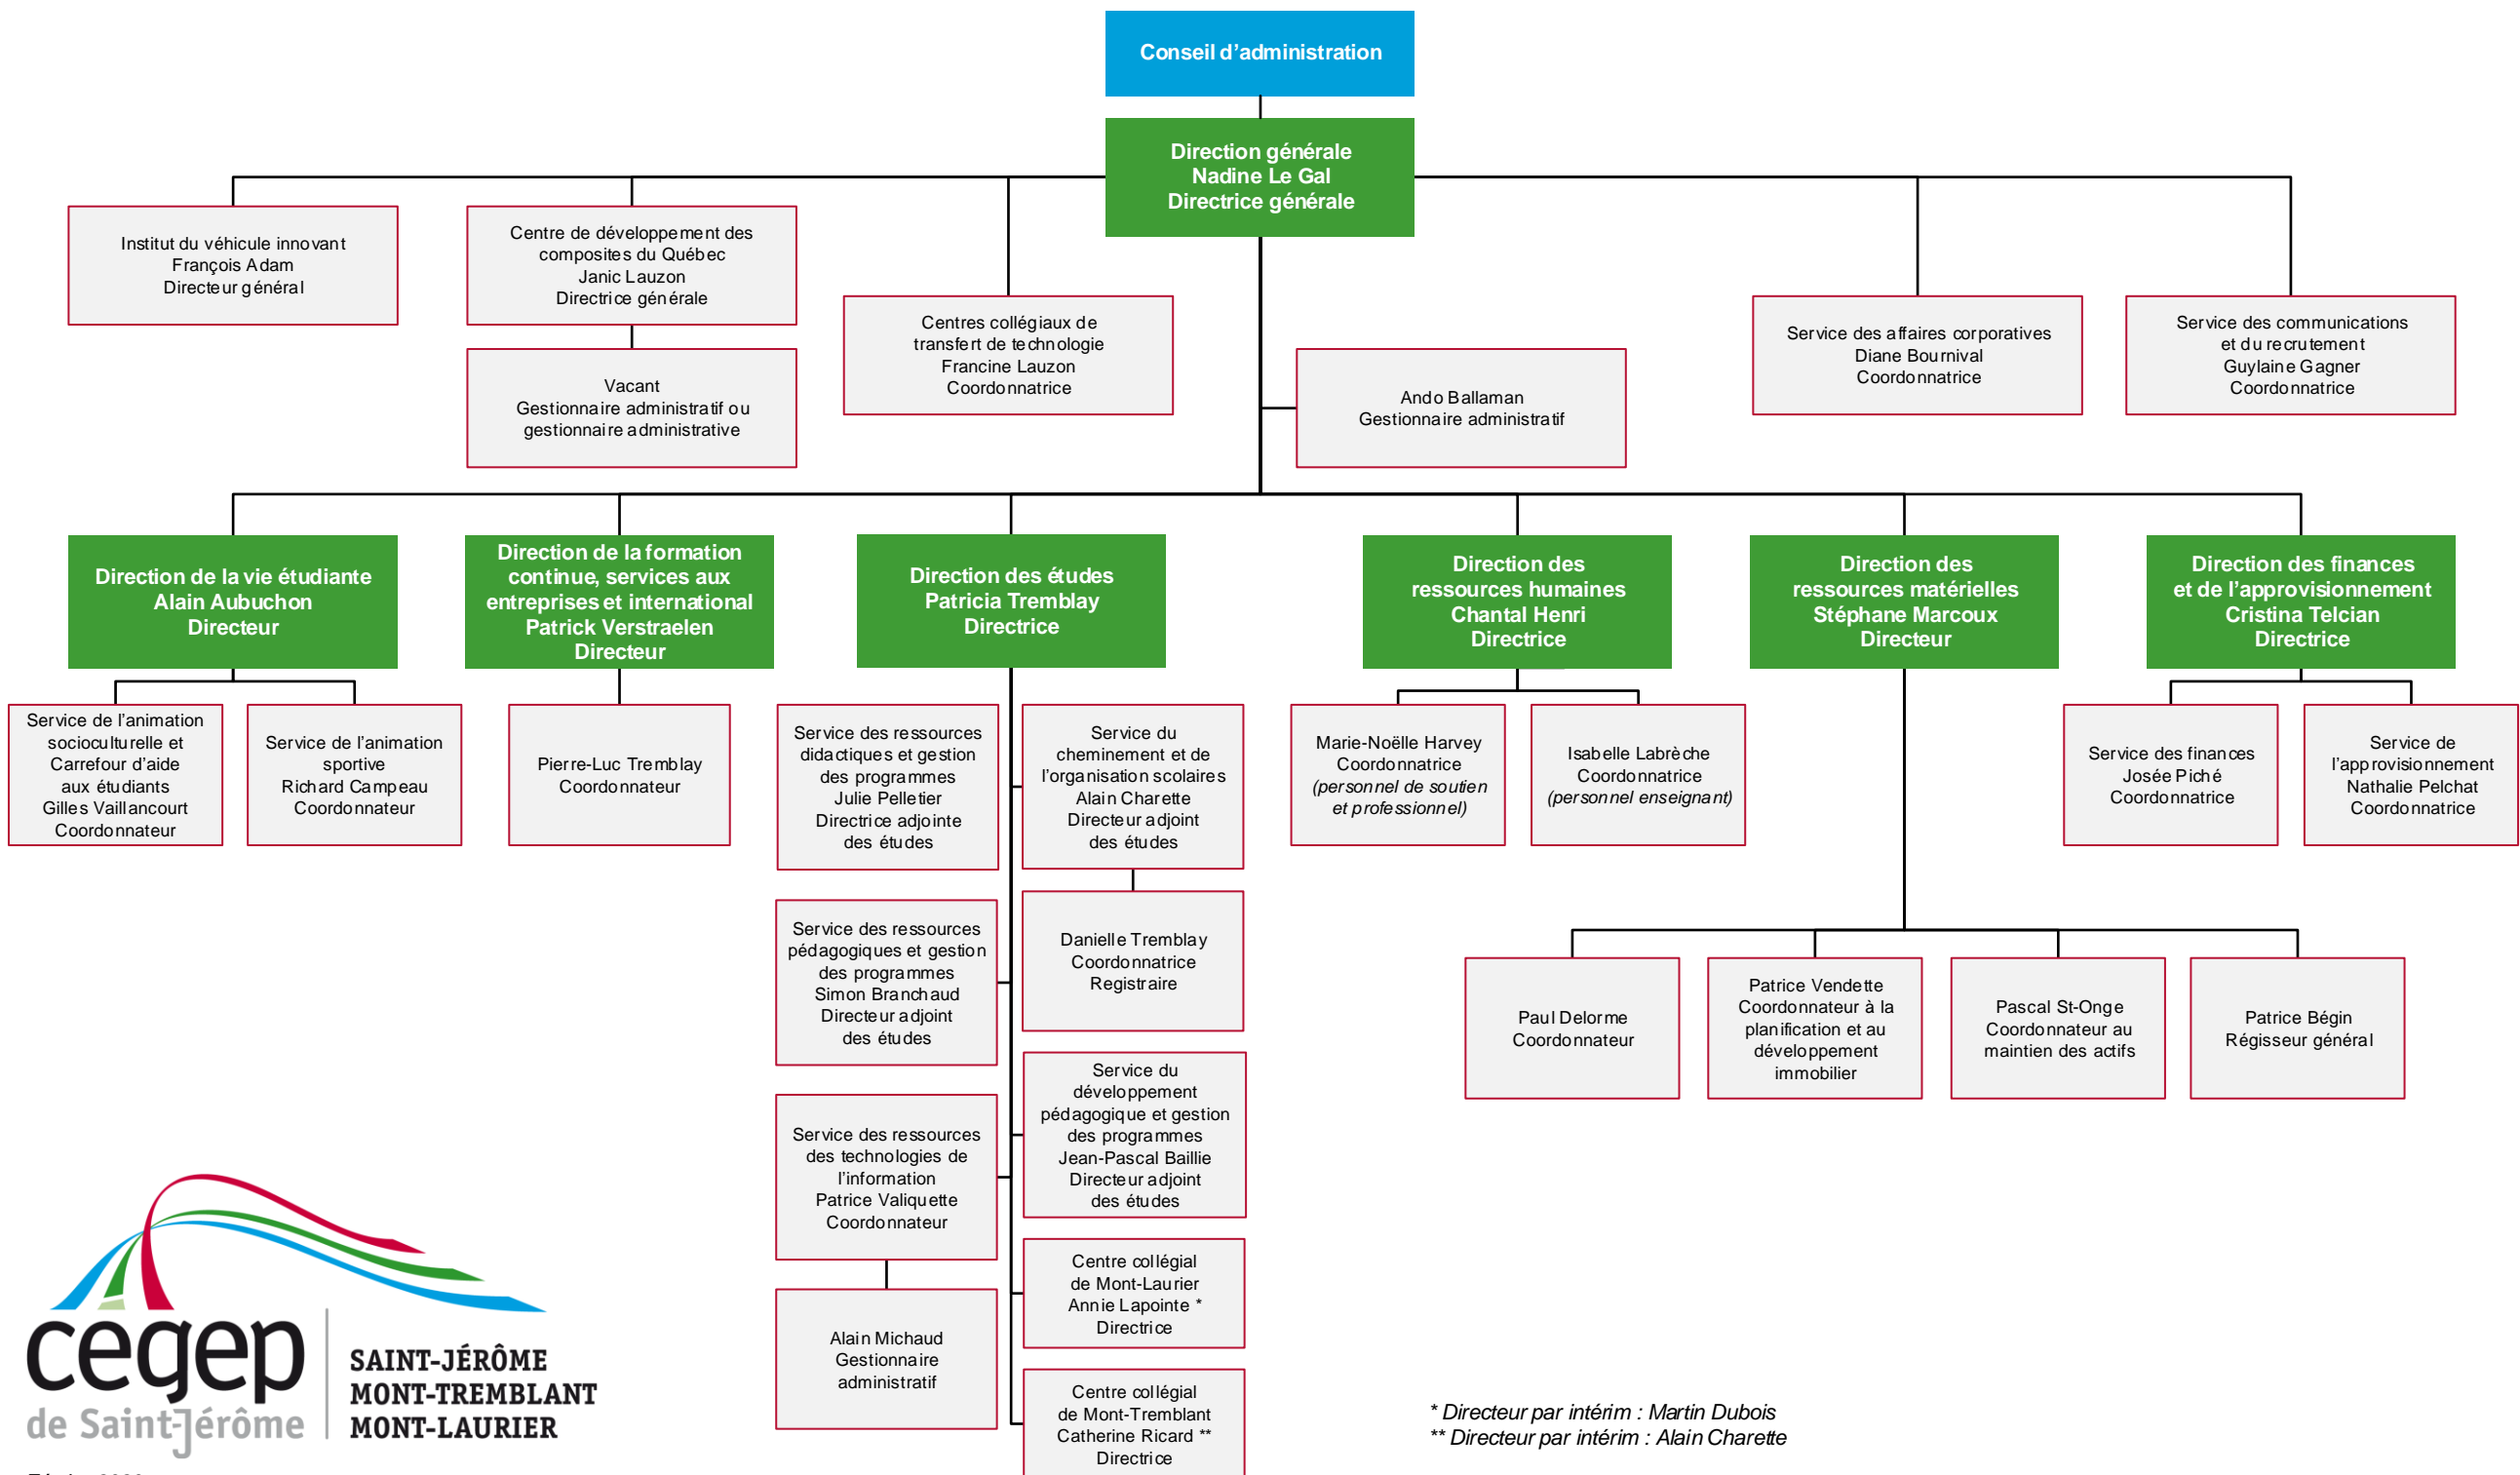 Conseil d'administration
Direction générale
Nadine Le Gal
Directrice générale
Institut du véhicule innovant
François Adam
Directeur général
Centre de développement des
composites du Québec
Janic Lauzon
Directrice générale
Vacant
Gestionnaire administratif ou
gestionnaire administrative
Centres collégiaux de
transfert de technologie
Francine Lauzon
Coordonnatrice
Ando Ballaman
Gestionnaire administratif
Service des affaires corporatives
Diane Bournival
Coordonnatrice
Service des communications
et du recrutement
Guylaine Gagner
Coordonnatrice
Direction de la vie étudiante
Alain Aubuchon
Directeur
Direction de la formation
continue, services aux
entreprises et international
Patrick Verstraelen
Directeur
Direction des études
Patricia Tremblay
Directrice
Direction des
ressources humaines
Chantal Henri
Directrice
Direction des
ressources matérielles
Stéphane Marcoux
Directeur
Direction des finances
et de l'approvisionnement
Cristina Telcian
Directrice
Service de l'animation
socioculturelle et
Carrefour d'aide
aux étudiants
Gilles Vaillancourt
Coordonnateur
Service de l'animation
sportive
Richard Campeau
Coordonnateur
Pierre-Luc Tremblay
Coordonnateur
Service des ressources
didactiques et gestion
des programmes
Julie Pelletier
Directrice adjointe
des études
Service du
cheminement et de
l'organisation scolaires
Alain Charette
Directeur adjoint
des études
Marie-Noëlle Harvey
Coordonnatrice
(personnel de soutien
et professionnel)
Isabelle Labrèche
Coordonnatrice
(personnel enseignant)
Service des finances
Josée Piché
Coordonnatrice
Service de
l'approvisionnement
Nathalie Pelchat
Coordonnatrice
Service des ressources
pédagogiques et gestion
des programmes
Simon Branchaud
Directeur adjoint
des études
Danielle Tremblay
Coordonnatrice
Registraire
Paul Delorme
Coordonnateur
Patrice Vendette
Coordonnateur à la
planification et au
développement
immobilier
Pascal St-Onge
Coordonnateur au
maintien des actifs
Patrice Bégin
Régisseur général
Service des ressources
des technologies de
l'information
Patrice Valiquette
Coordonnateur
Service du
développement
pédagogique et gestion
des programmes
Jean-Pascal Baillie
Directeur adjoint
des études
Alain Michaud
Gestionnaire
administratif
Centre collégial
de Mont-Laurier
Annie Lapointe *
Directrice
Centre collégial
de Mont-Tremblant
Catherine Ricard **
Directrice
cégep
de Saint-Jérôme
SAINT-JÉRÔME
MONT-TREMBLANT
MONT-LAURIER
* Directeur par intérim : Martin Dubois
** Directeur par intérim : Alain Charette